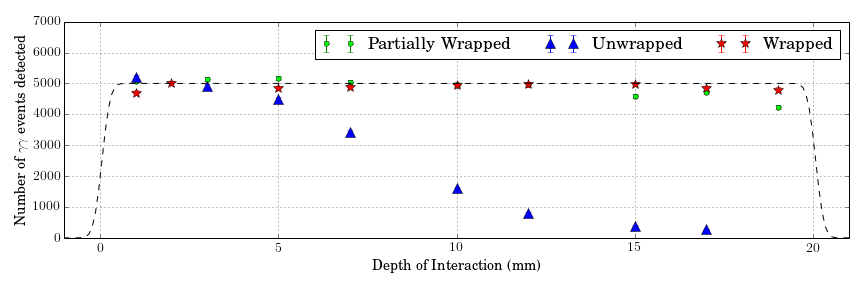 7000
6000
5000
4000
3000
2000
1000
0
Number of γγ events detected
Partially Wrapped Unwrapped Wrapped
0 5 10 15 20
Depth of Interaction (mm)